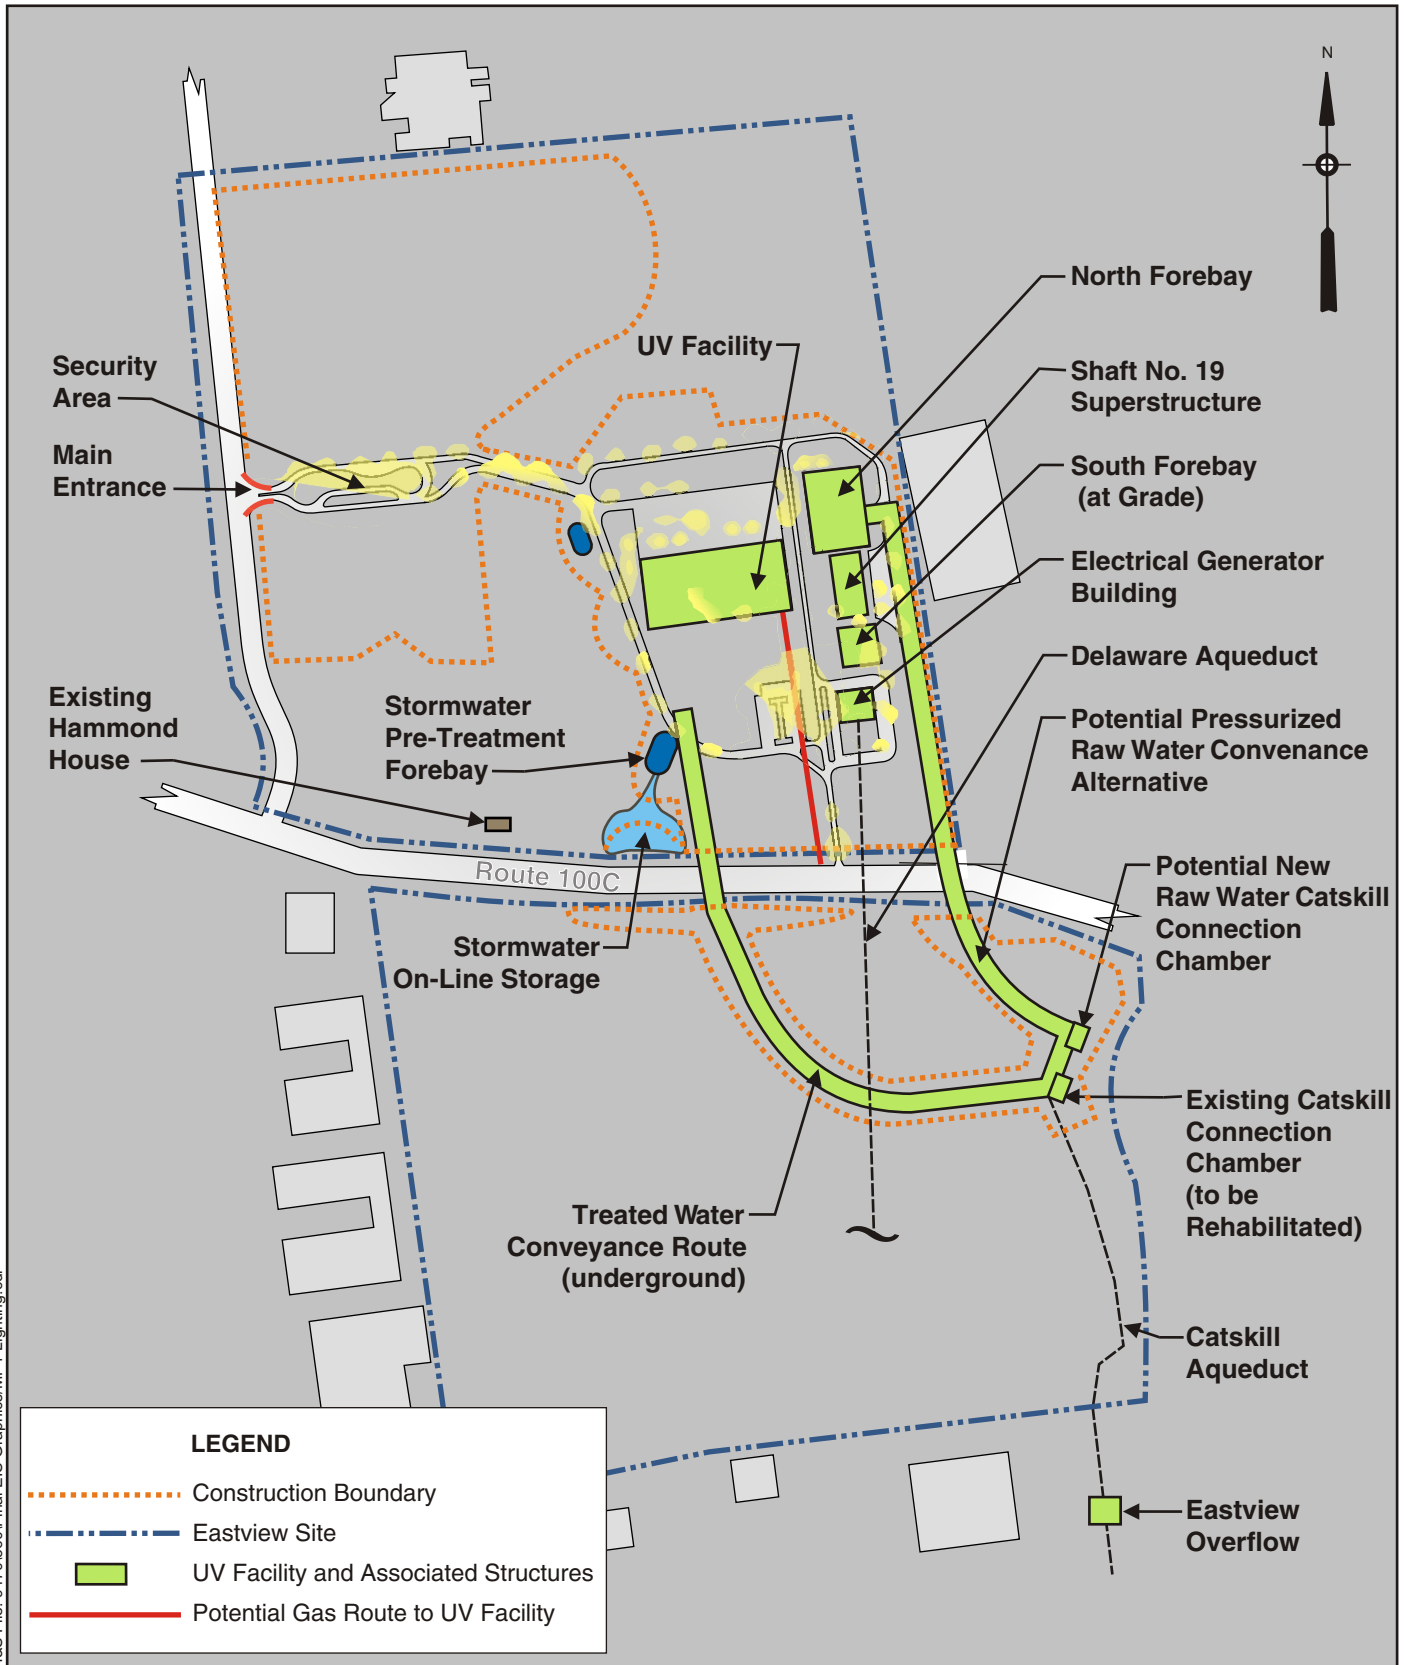 N
North Forebay
UV Facility
Shaft No. 19
Superstructure
Security
Area
Main
Entrance
South Forebay
(at Grade)
Electrical Generator
Building
Delaware Aqueduct
Existing
Hammond
House
Stormwater
Pre-Treatment
Forebay
Potential Pressurized
Raw Water Convenance
Alternative
Route 100C
Potential New
Raw Water Catskill
Connection
Chamber
Stormwater
On-Line Storage
Existing Catskill
Connection
Chamber
(to be
Rehabilitated)
Treated Water
Conveyance Route
(underground)
Catskill
Aqueduct
Eastview
Overflow
LEGEND
Construction Boundary
Eastview Site
UV Facility and Associated Structures
Potential Gas Route to UV Facility